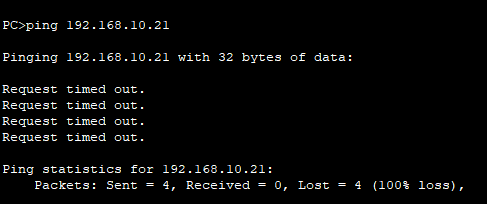 PC>ping 192.168.10.21
Pinging 192.168.10.21 with 32 bytes of data:
Request timed out.
Request timed out.
Request timed out.
Request timed out.
Ping statistics for 192.168.10.21:
    Packets: Sent = 4, Received = 0, Lost = 4 (100% loss),